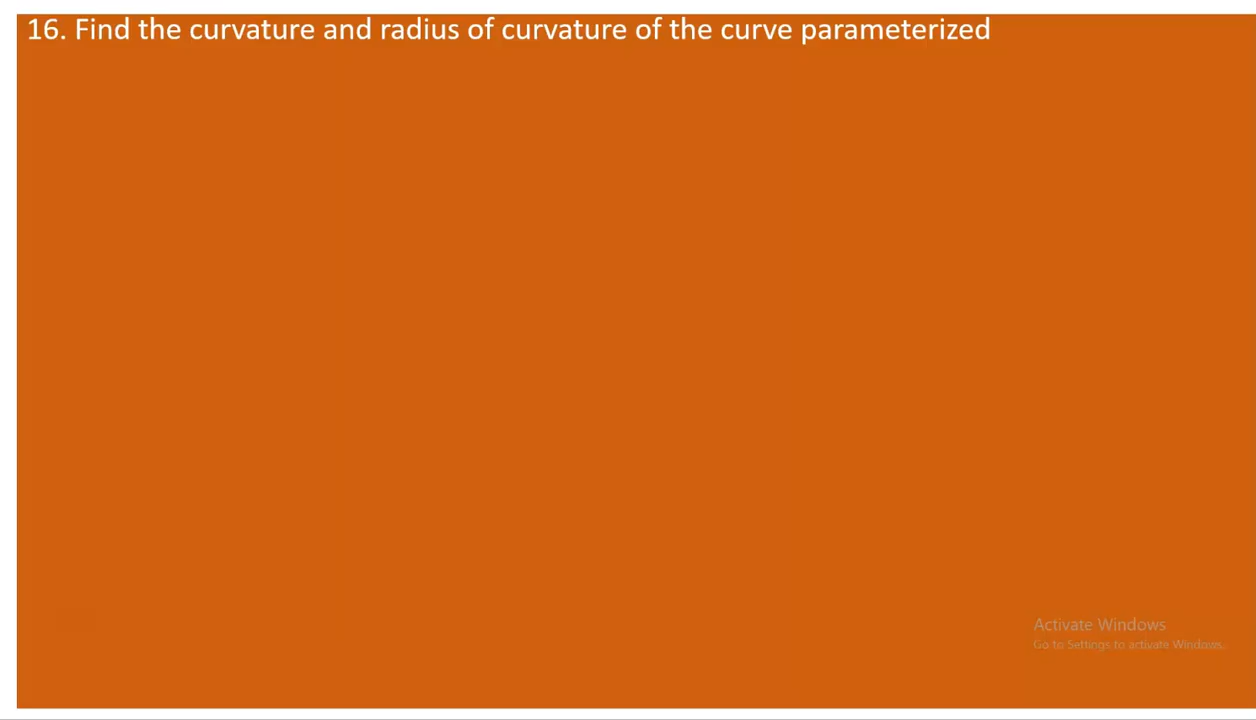 16. Find the curvature and radius of curvature of the curve parameterized
Activate Windows
Go to Settings to activate Windows.